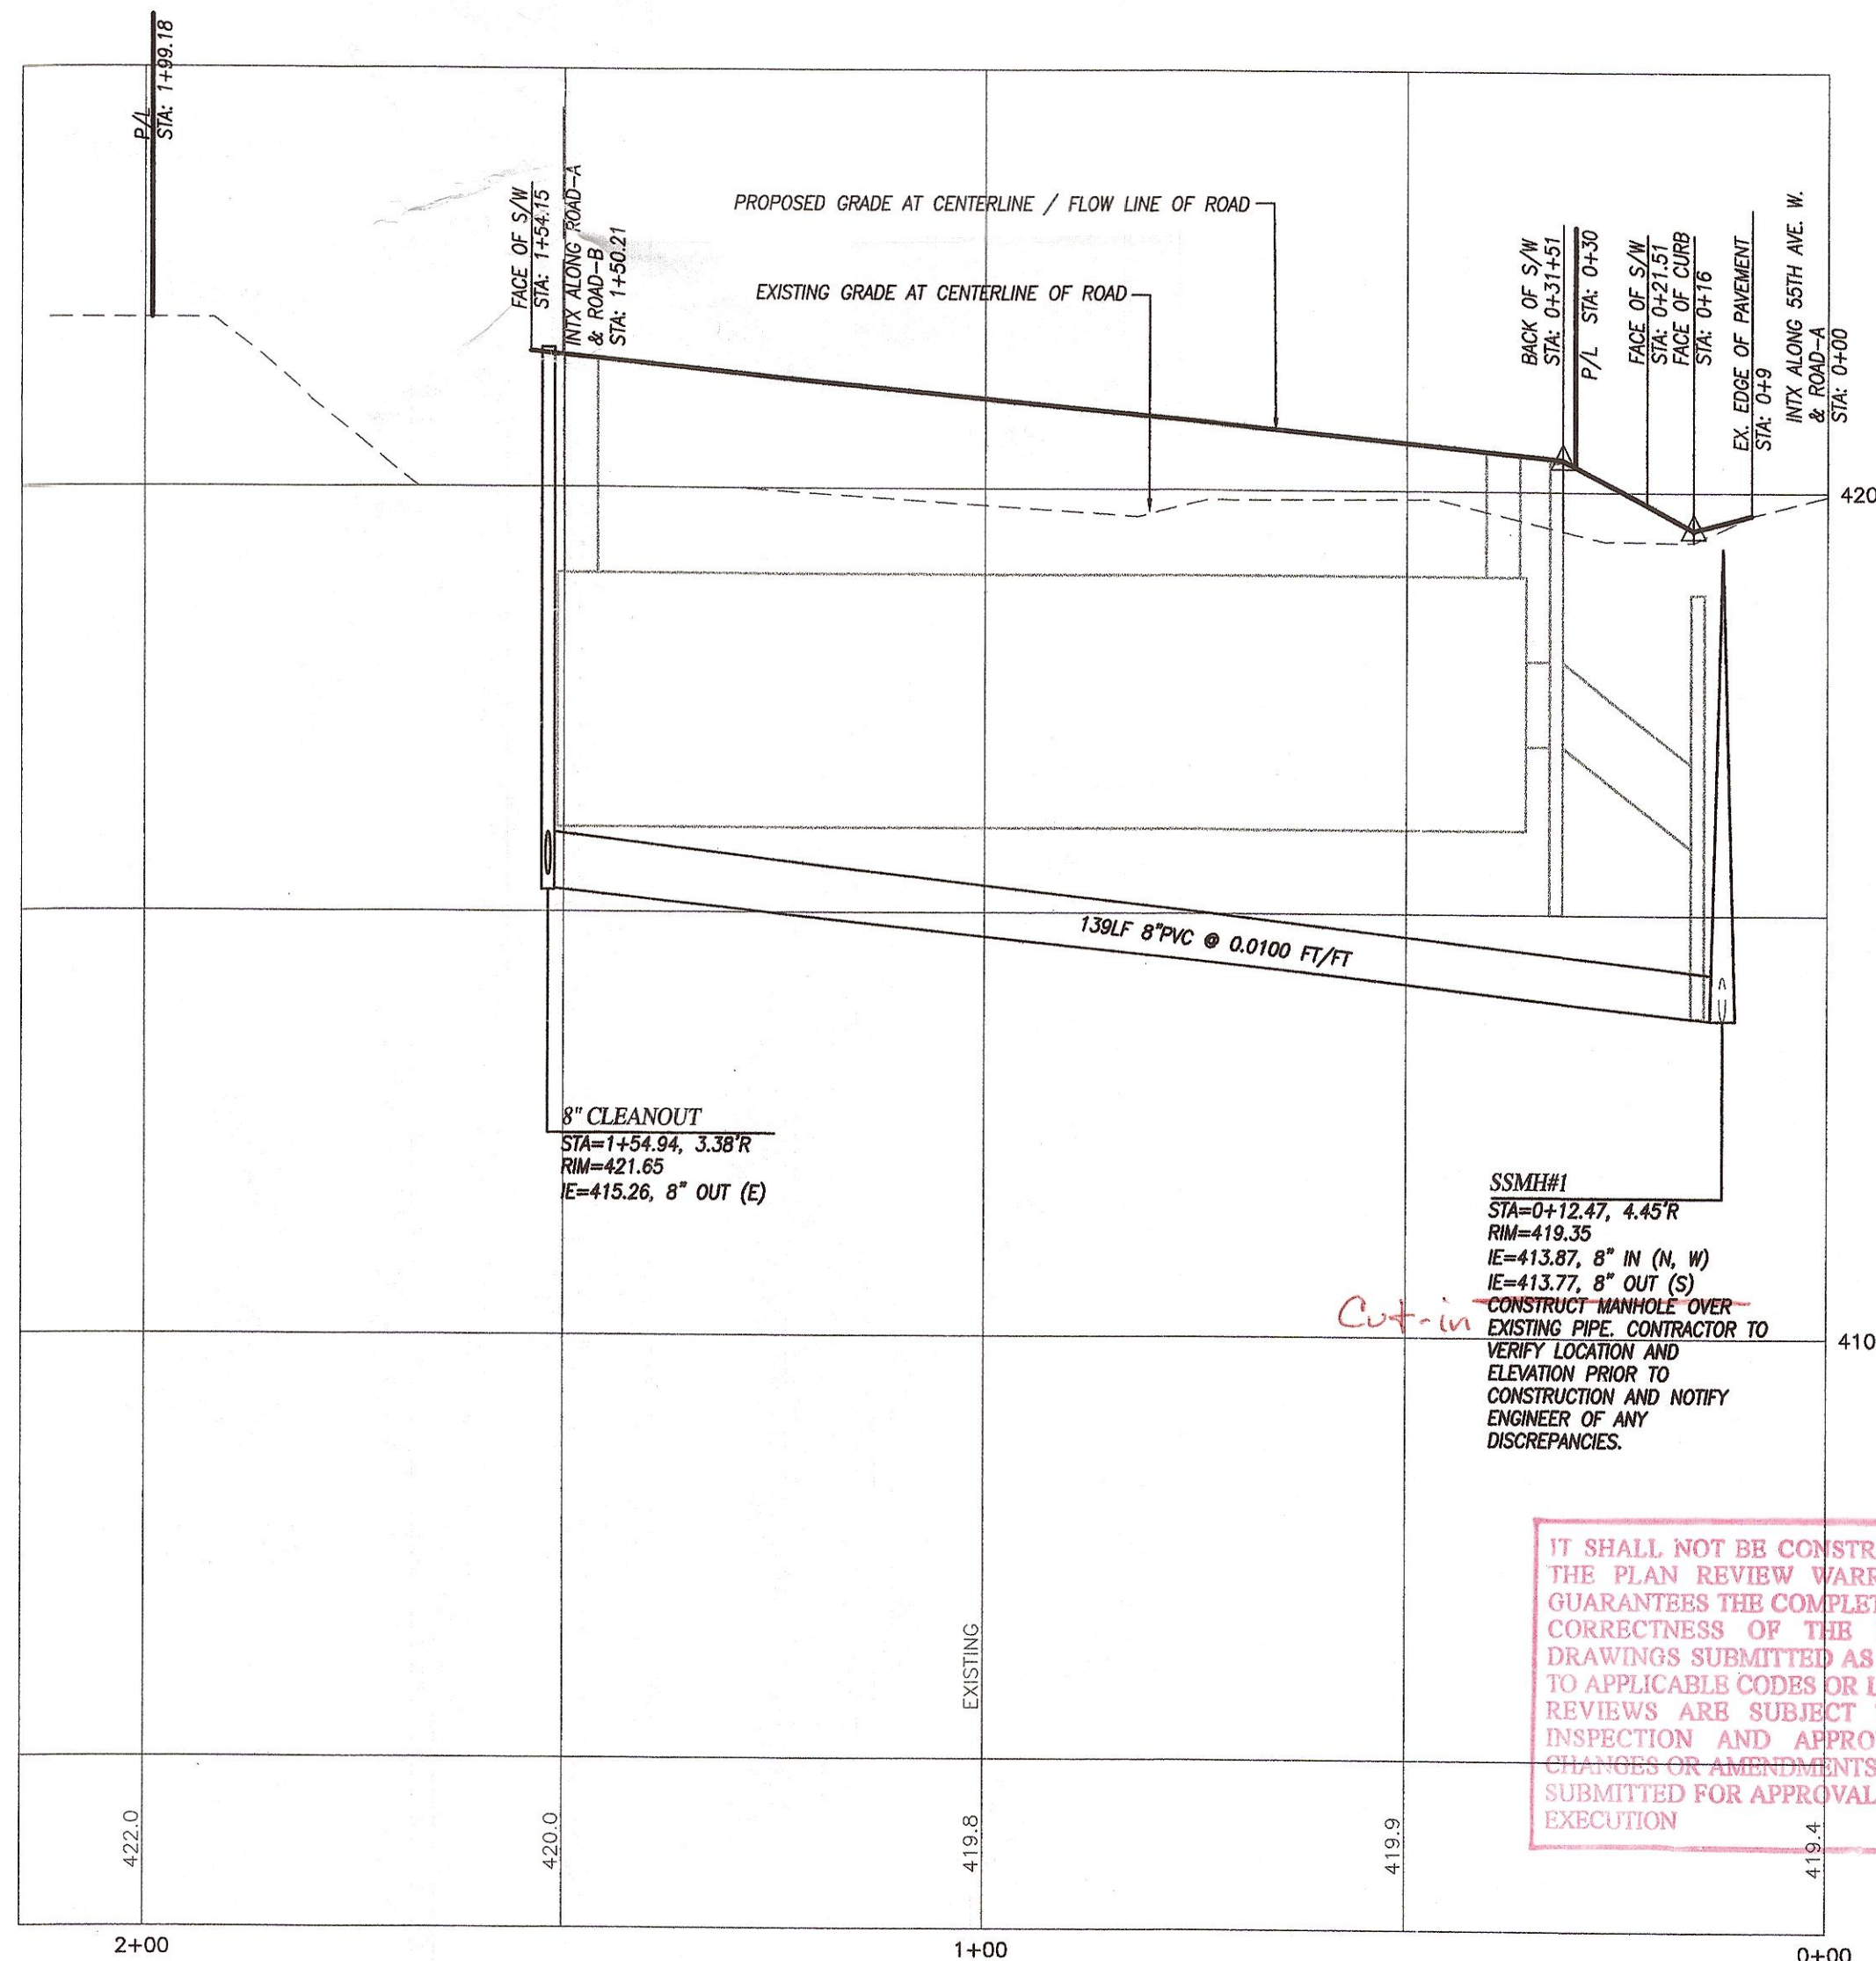 P/L
STA: 1+99.18
FACE OF S/W
STA: 1+54.15
INTX ALONG ROAD-A
& ROAD-B
STA: 1+50.21
PROPOSED GRADE AT CENTERLINE / FLOW LINE OF ROAD
EXISTING GRADE AT CENTERLINE OF ROAD
BACK OF S/W
STA: 0+31+51
P/L STA: 0+30
FACE OF S/W
STA: 0+21.51
FACE OF CURB
STA: 0+16
EX. EDGE OF PAVEMENT
STA: 0+9
INTX ALONG 55TH AVE. W.
& ROAD-A
STA: 0+00
420
139LF 8"PVC @ 0.0100 FT/FT
8" CLEANOUT
STA=1+54.94, 3.38'R
RIM=421.65
IE=415.26, 8" OUT (E)
SSMH#1
STA=0+12.47, 4.45'R
RIM=419.35
IE=413.87, 8" IN (N, W)
IE=413.77, 8" OUT (S)
CONSTRUCT MANHOLE OVER
Cut-in
EXISTING PIPE. CONTRACTOR TO
VERIFY LOCATION AND
ELEVATION PRIOR TO
CONSTRUCTION AND NOTIFY
ENGINEER OF ANY
DISCREPANCIES.
410
IT SHALL NOT BE CONSTR
THE PLAN REVIEW WARR
GUARANTEES THE COMPLET
CORRECTNESS OF THE
DRAWINGS SUBMITTED AS
TO APPLICABLE CODES OR L
REVIEWS ARE SUBJECT
INSPECTION AND APPRO
CHANGES OR AMENDMENTS
SUBMITTED FOR APPROVAL
EXECUTION
EXISTING
422.0
420.0
419.8
419.9
419.4
2+00
1+00
0+00